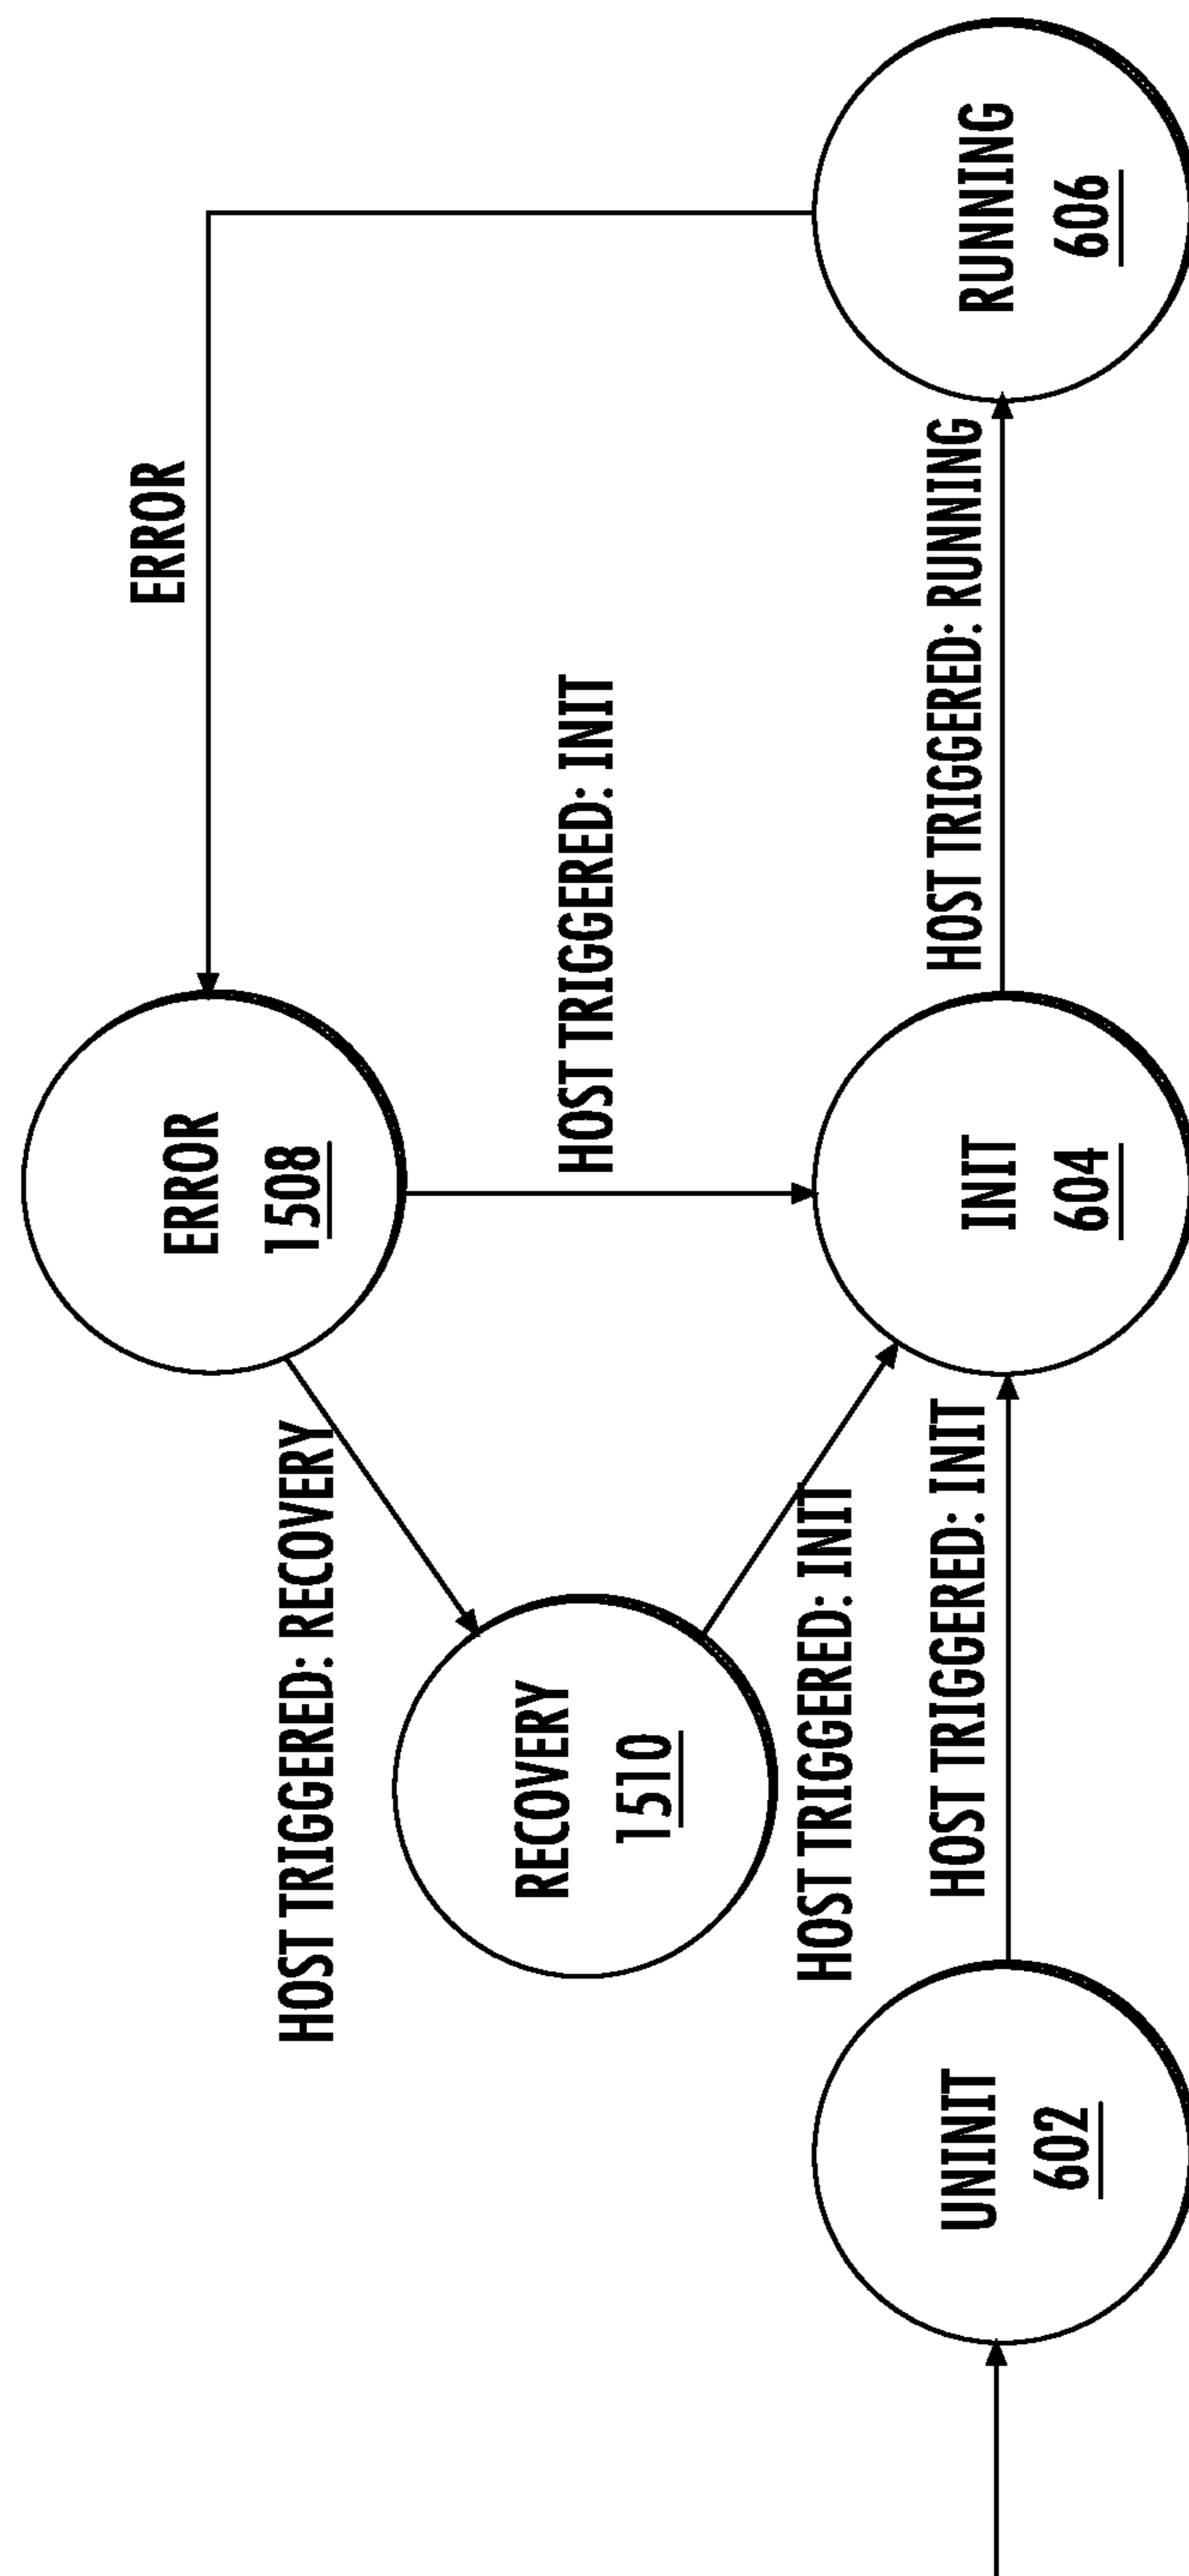 ERROR
ERROR
1508
HOST TRIGGERED: RECOVERY
HOST TRIGGERED: INIT
RECOVERY
1510
HOST TRIGGERED: INIT
UNINIT
602
HOST TRIGGERED: INIT
INIT
604
HOST TRIGGERED: RUNNING
RUNNING
606